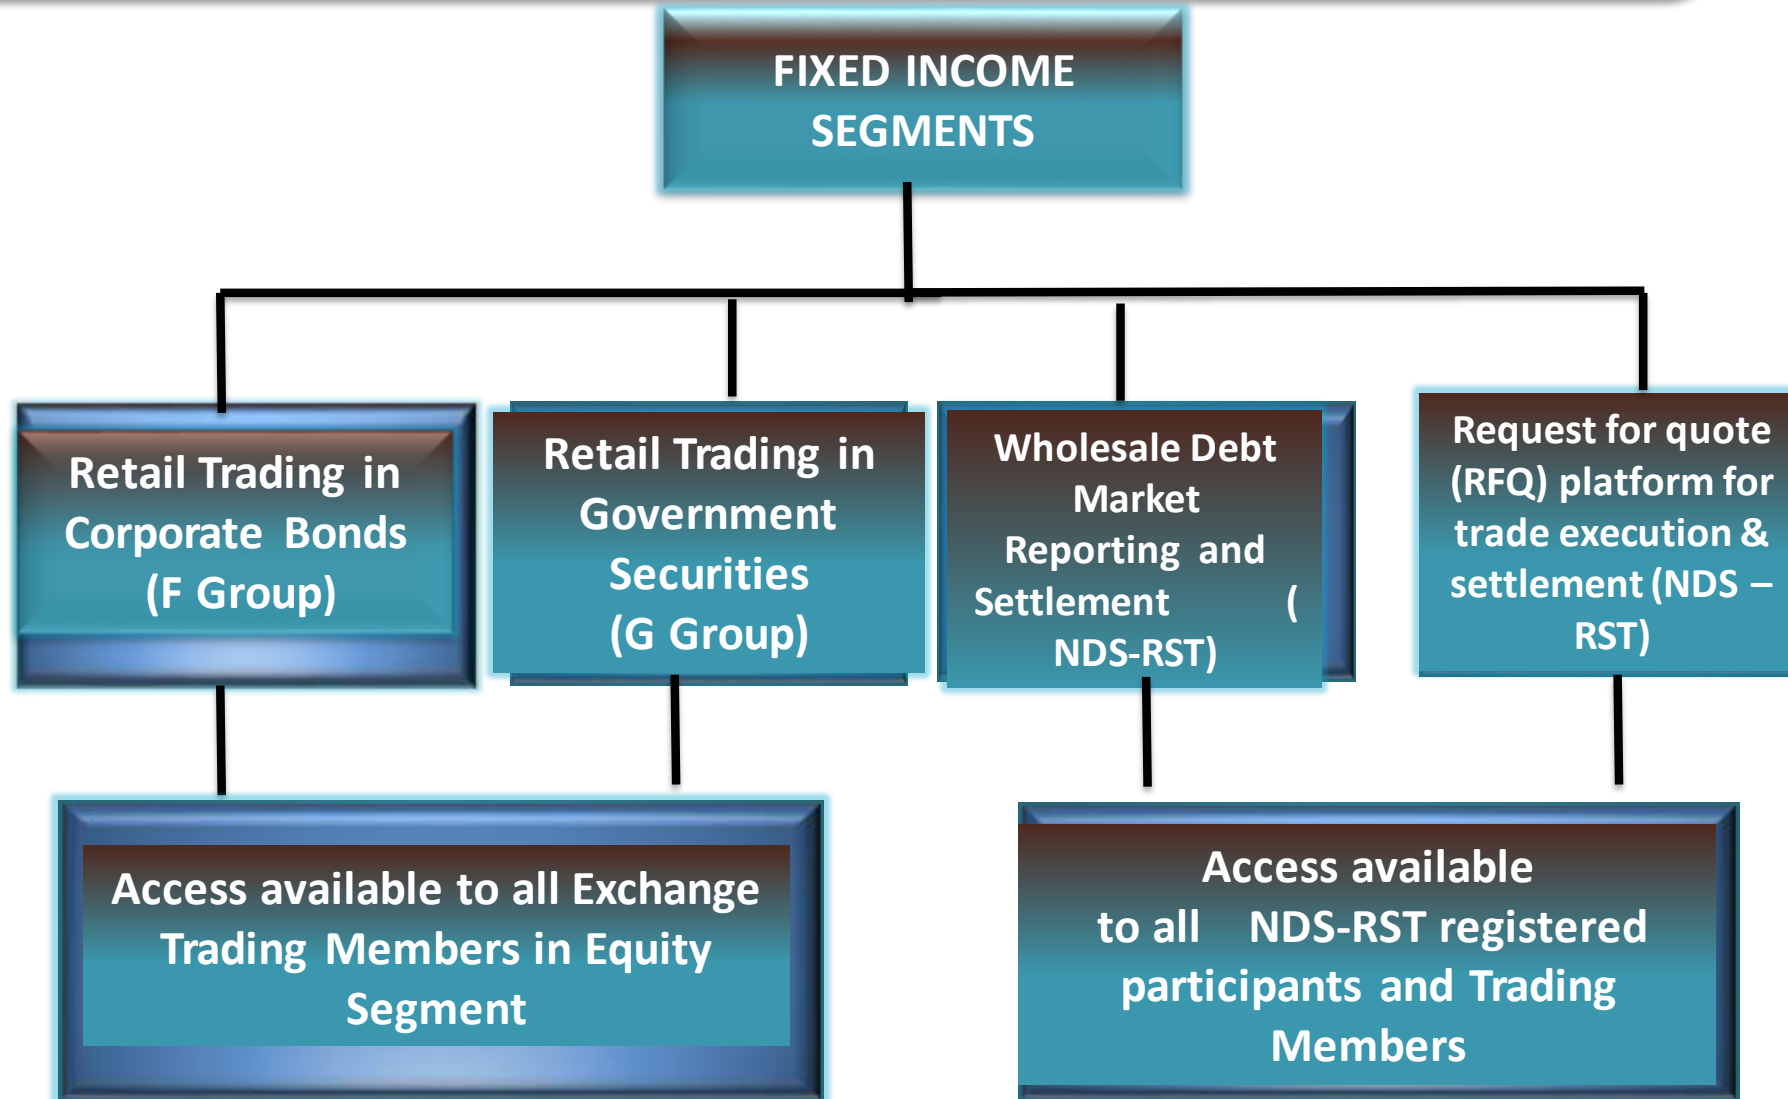 FIXED INCOME
SEGMENTS
Retail Trading in
Corporate Bonds
(F Group)
Retail Trading in
Government
Securities
(G Group)
Wholesale Debt
Market
Reporting and
Settlement (
NDS-RST)
Request for quote
(RFQ) platform for
trade execution &
settlement (NDS –
RST)
Access available to all Exchange
Trading Members in Equity
Segment
Access available
to all NDS-RST registered
participants and Trading
Members